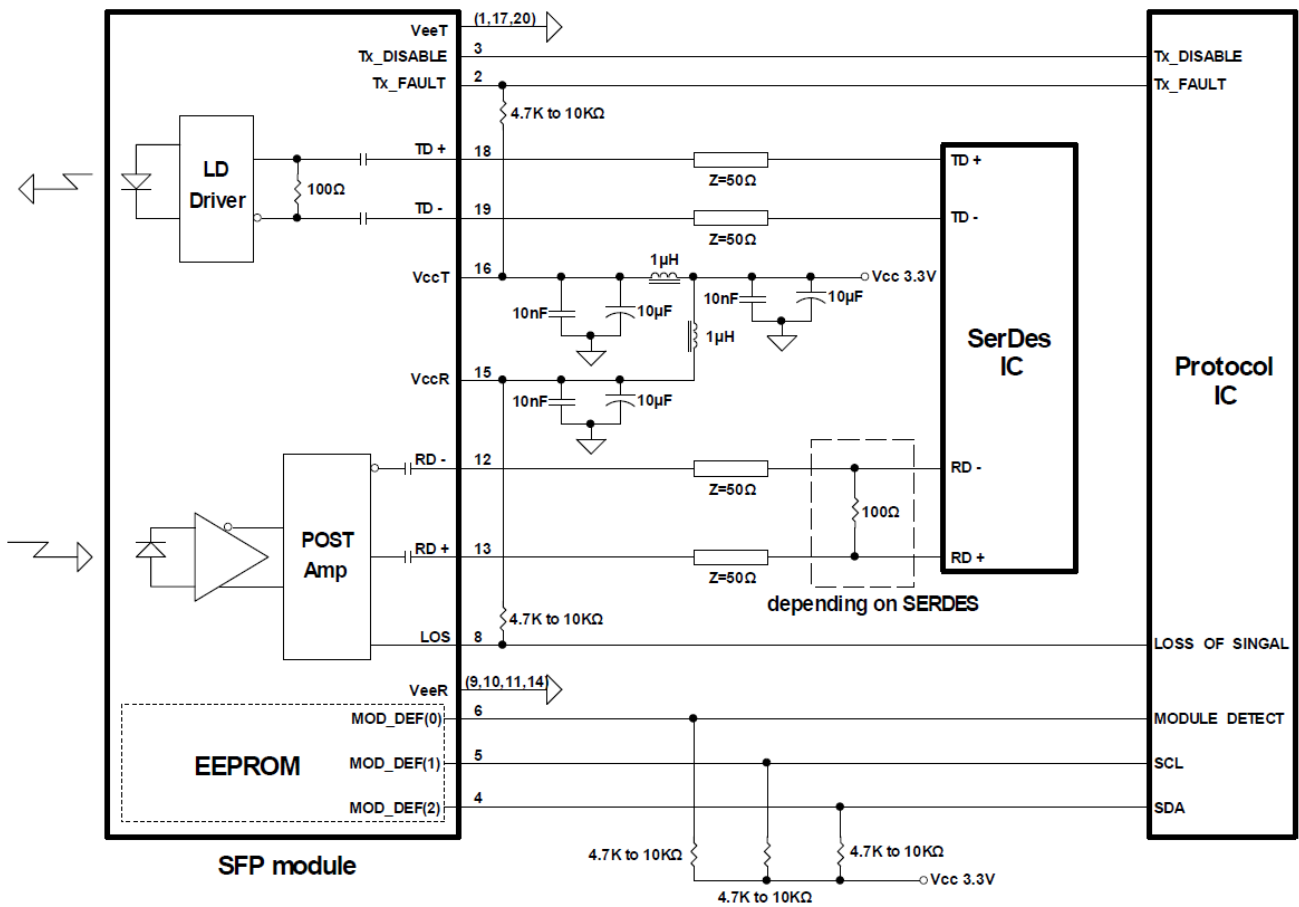 VeeT
(1,17,20)
Tx_DISABLE
3
Tx_DISABLE
Tx_FAULT
2
Tx_FAULT
4.7K to 10KΩ
LD
Driver
100Ω
TD +
18
TD +
Z=50Ω
TD -
19
TD -
Z=50Ω
1µH
VccT
16
Vcc 3.3V
10nF
10µF
10nF
10µF
1µH
SerDes
IC
Protocol
IC
VccR
15
10nF
10µF
RD -
12
RD -
Z=50Ω
100Ω
POST
Amp
RD +
13
RD +
Z=50Ω
depending on SERDES
4.7K to 10KΩ
LOS
8
LOSS OF SINGAL
VeeR
(9,10,11,14)
MOD_DEF(0)
6
MODULE DETECT
EEPROM
MOD_DEF(1)
5
SCL
MOD_DEF(2)
4
SDA
4.7K to 10KΩ
4.7K to 10KΩ
4.7K to 10KΩ
Vcc 3.3V
SFP module